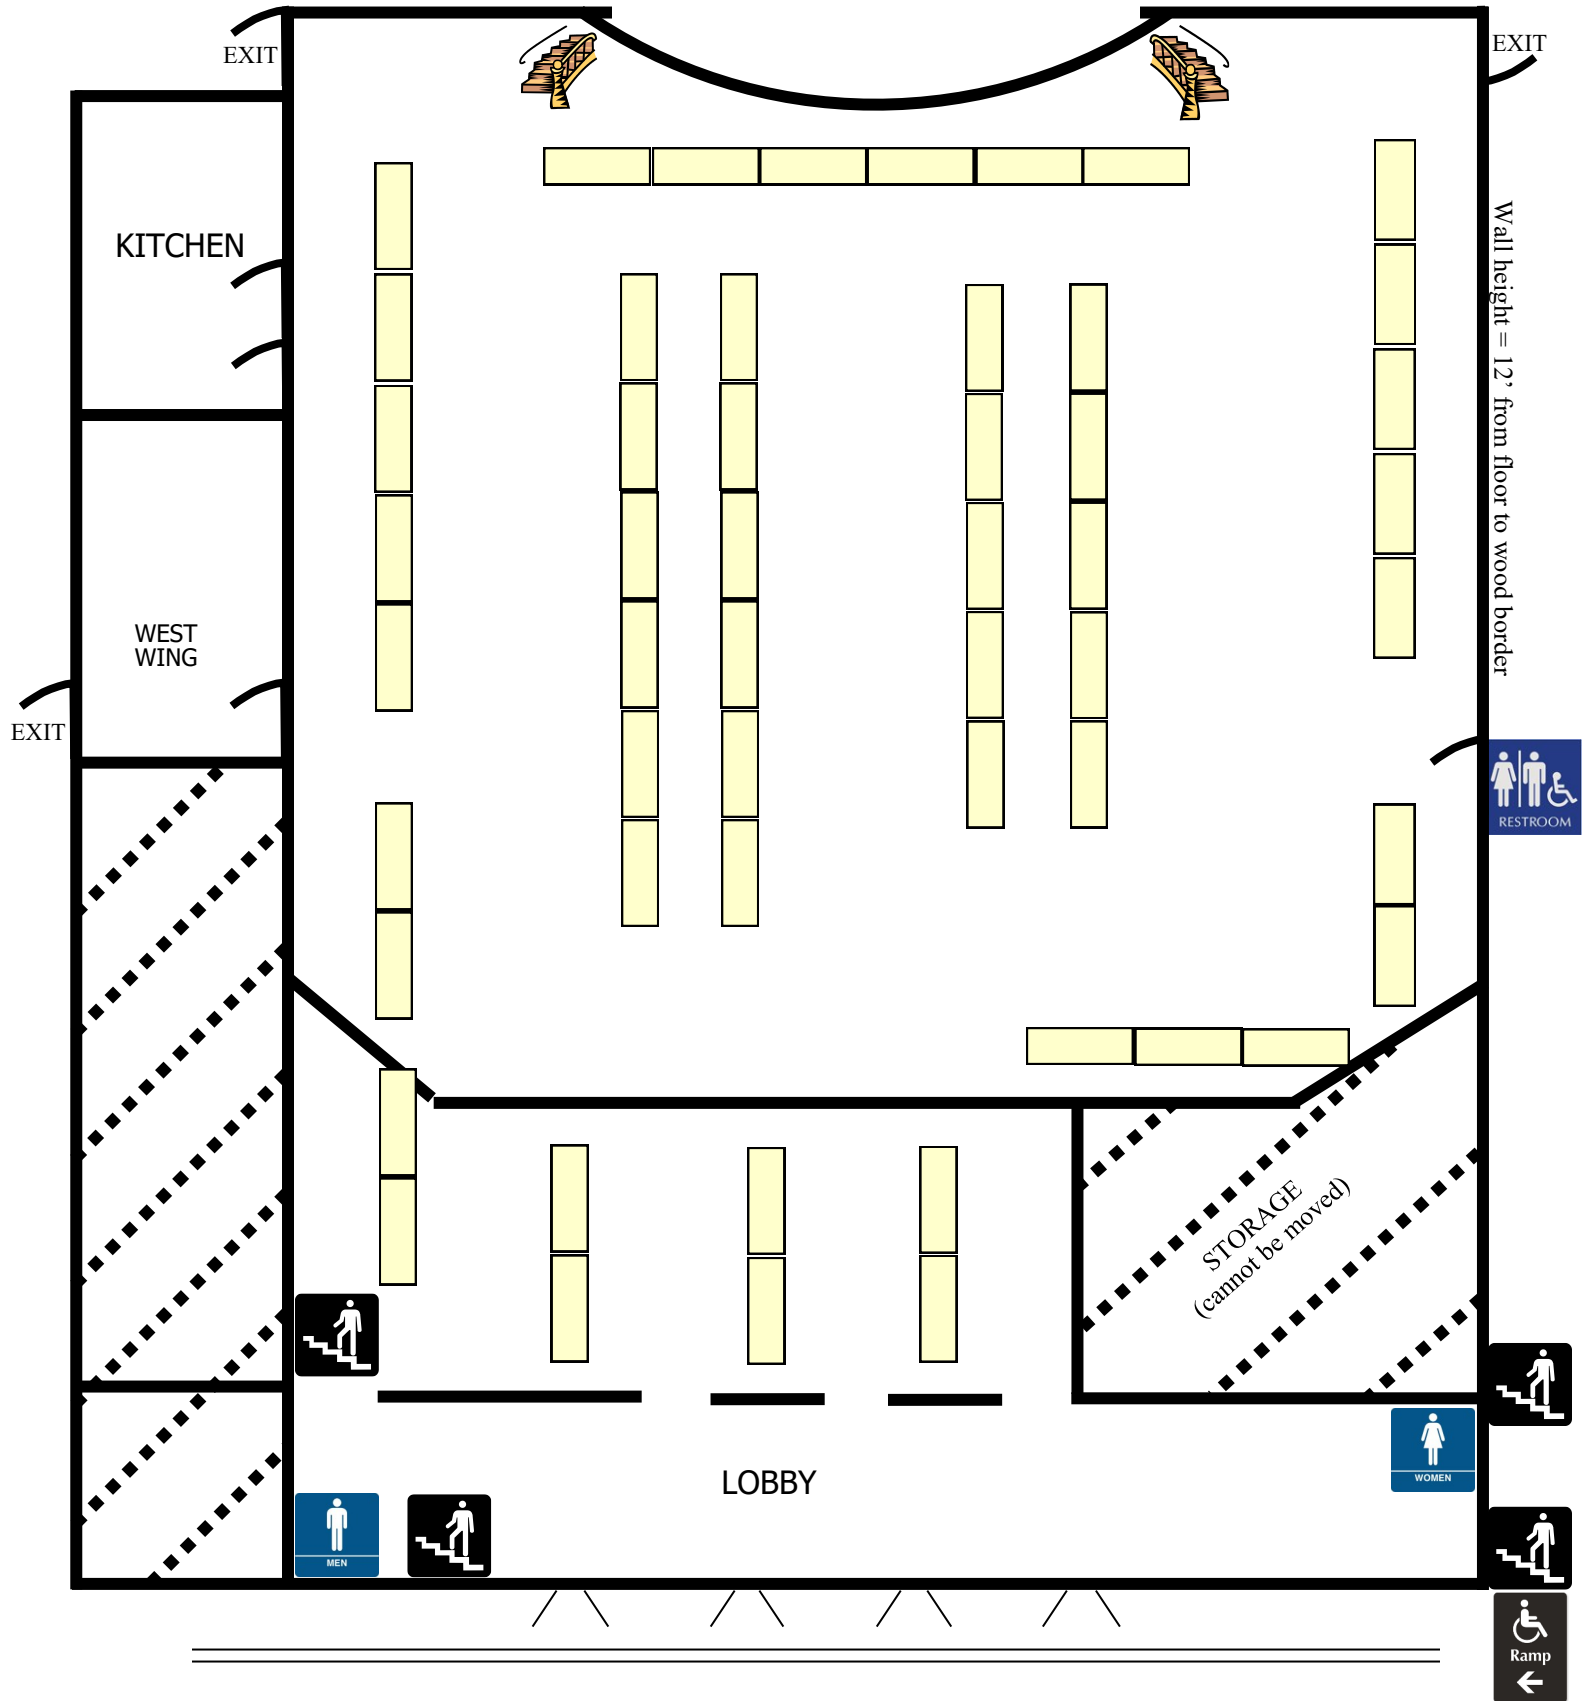 EXIT
EXIT
KITCHEN
Wall height = 12’ from floor to wood border
WEST
WING
EXIT
RESTROOM
STORAGE
(cannot be moved)
WOMEN
LOBBY
MEN
Ramp